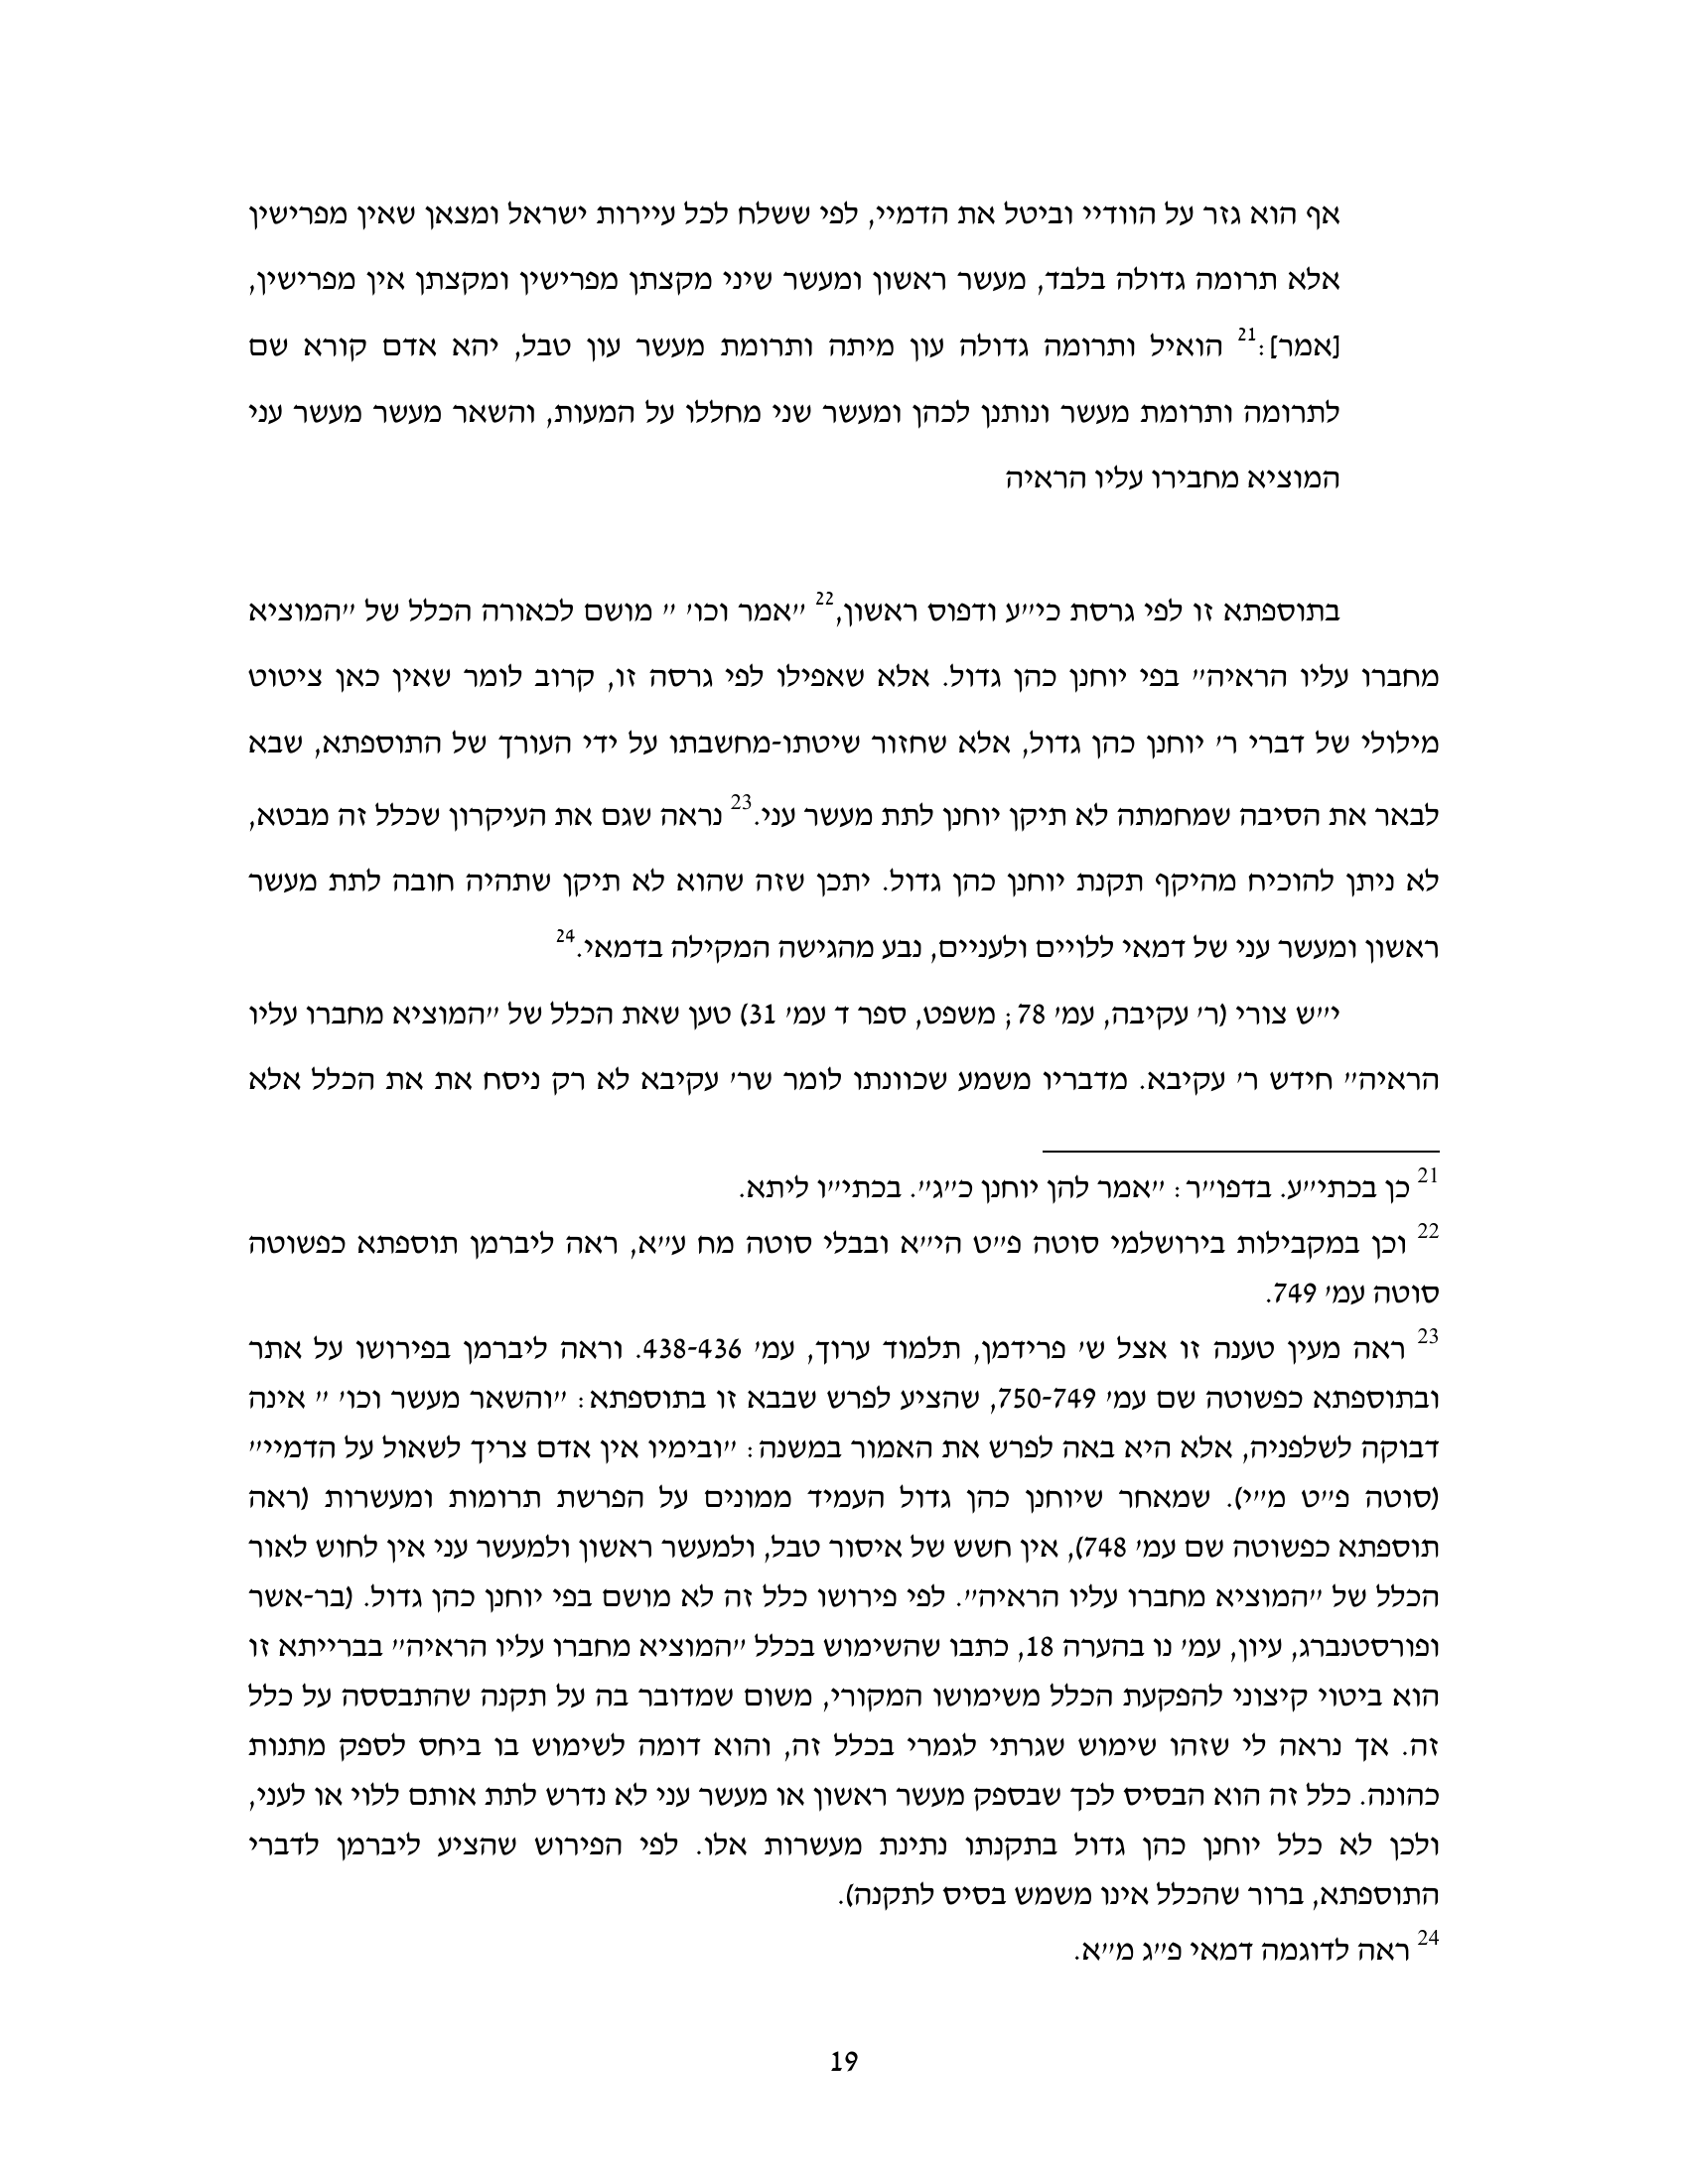 אף הוא גזר על הוודיי וביטל את הדמיי, לפי ששלח לכל עיירות ישראל ומצאן שאין מפרישין
אלא תרומה גדולה בלבד, מעשר ראשון ומעשר שיני מקצתן מפרישין ומקצתן אין מפרישין,
[אמר]:21 הואיל ותרומה גדולה עון מיתה ותרומת מעשר עון טבל, יהא אדם קורא שם
לתרומה ותרומת מעשר ונותנן לכהן ומעשר שני מחללו על המעות, והשאר מעשר מעשר עני
המוציא מחבירו עליו הראיה
בתוספתא זו לפי גרסת כי״ע ודפוס ראשון,22 ״אמר וכו׳ ״ מושם לכאורה הכלל של ״המוציא
מחברו עליו הראיה״ בפי יוחנן כהן גדול. אלא שאפילו לפי גרסה זו, קרוב לומר שאין כאן ציטוט
מילולי של דברי ר׳ יוחנן כהן גדול, אלא שחזור שיטתו-מחשבתו על ידי העורך של התוספתא, שבא
לבאר את הסיבה שמחמתה לא תיקן יוחנן לתת מעשר עני.23 נראה שגם את העיקרון שכלל זה מבטא,
לא ניתן להוכיח מהיקף תקנת יוחנן כהן גדול. יתכן שזה שהוא לא תיקן שתהיה חובה לתת מעשר
ראשון ומעשר עני של דמאי ללויים ולעניים, נבע מהגישה המקילה בדמאי.24
י״ש צורי (ר׳ עקיבה, עמ׳ 78; משפט, ספר ד עמ׳ 31) טען שאת הכלל של ״המוציא מחברו עליו
הראיה״ חידש ר׳ עקיבא. מדבריו משמע שכוונתו לומר שר׳ עקיבא לא רק ניסח את את הכלל אלא
21 כן בכתי״ע. בדפו״ר: ״אמר להן יוחנן כ״ג״. בכתי״ו ליתא.
22 וכן במקבילות בירושלמי סוטה פ״ט הי״א ובבלי סוטה מח ע״א, ראה ליברמן תוספתא כפשוטה
סוטה עמ׳ 749.
23 ראה מעין טענה זו אצל ש׳ פרידמן, תלמוד ערוך, עמ׳ 438-436. וראה ליברמן בפירושו על אתר
ובתוספתא כפשוטה שם עמ׳ 750-749, שהציע לפרש שבבא זו בתוספתא: ״והשאר מעשר וכו׳ ״ אינה
דבוקה לשלפניה, אלא היא באה לפרש את האמור במשנה: ״ובימיו אין אדם צריך לשאול על הדמיי״
(סוטה פ״ט מ״י). שמאחר שיוחנן כהן גדול העמיד ממונים על הפרשת תרומות ומעשרות (ראה
תוספתא כפשוטה שם עמ׳ 748), אין חשש של איסור טבל, ולמעשר ראשון ולמעשר עני אין לחוש לאור
הכלל של ״המוציא מחברו עליו הראיה״. לפי פירושו כלל זה לא מושם בפי יוחנן כהן גדול. (בר-אשר
ופורסטנברג, עיון, עמ׳ נו בהערה 18, כתבו שהשימוש בכלל ״המוציא מחברו עליו הראיה״ בברייתא זו
הוא ביטוי קיצוני להפקעת הכלל משימושו המקורי, משום שמדובר בה על תקנה שהתבססה על כלל
זה. אך נראה לי שזהו שימוש שגרתי לגמרי בכלל זה, והוא דומה לשימוש בו ביחס לספק מתנות
כהונה. כלל זה הוא הבסיס לכך שבספק מעשר ראשון או מעשר עני לא נדרש לתת אותם ללוי או לעני,
ולכן לא כלל יוחנן כהן גדול בתקנתו נתינת מעשרות אלו. לפי הפירוש שהציע ליברמן לדברי
התוספתא, ברור שהכלל אינו משמש בסיס לתקנה).
24 ראה לדוגמה דמאי פ״ג מ״א.
19